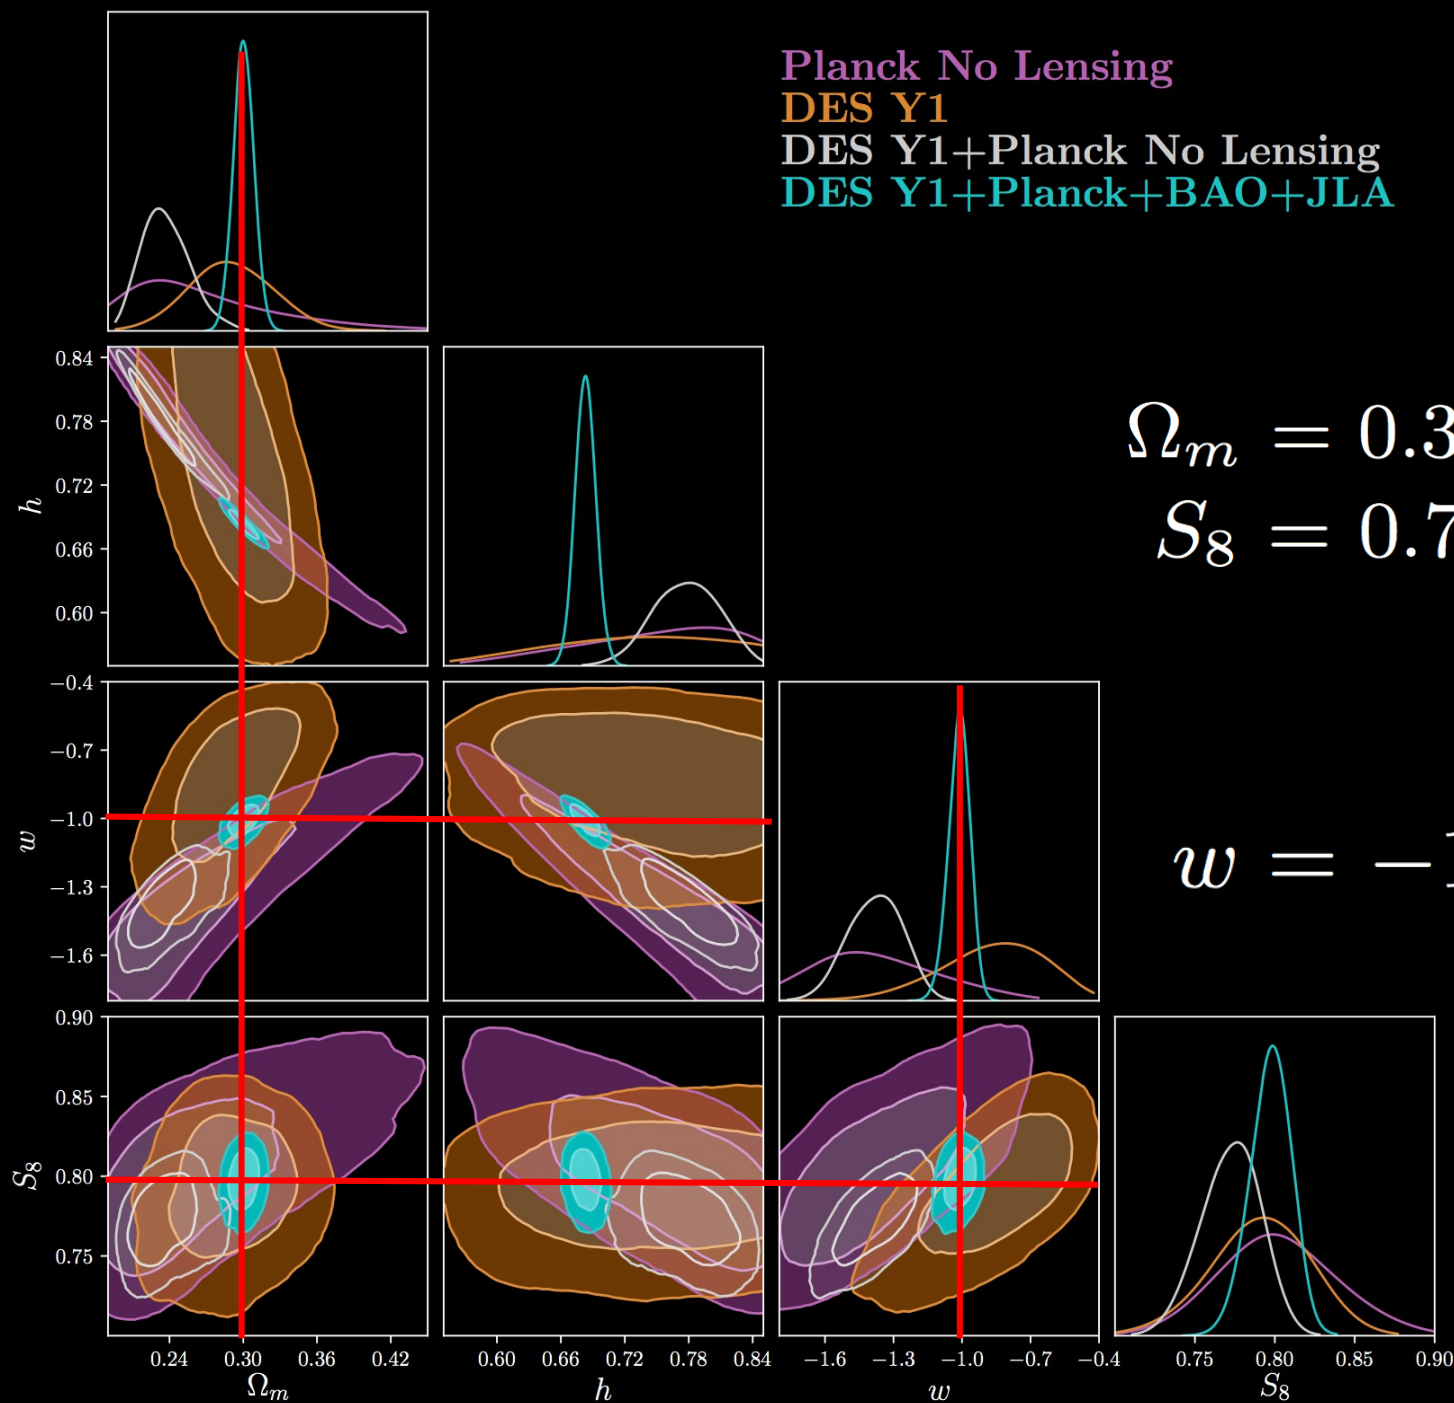 Planck No Lensing
DES Y1
DES Y1+Planck No Lensing
DES Y1+Planck+BAO+JLA
0.84
0.78
0.72
0.66
0.60
h
Ωm = 0.3
S8 = 0.7
−0.4
−0.7
−1.0
−1.3
−1.6
w
w = −1
0.90
0.85
0.80
0.75
S8
0.24 0.30 0.36 0.42
0.60 0.66 0.72 0.78 0.84
−1.6 −1.3 −1.0 −0.7 −0.4
0.75 0.80 0.85 0.90
Ωm h w S8